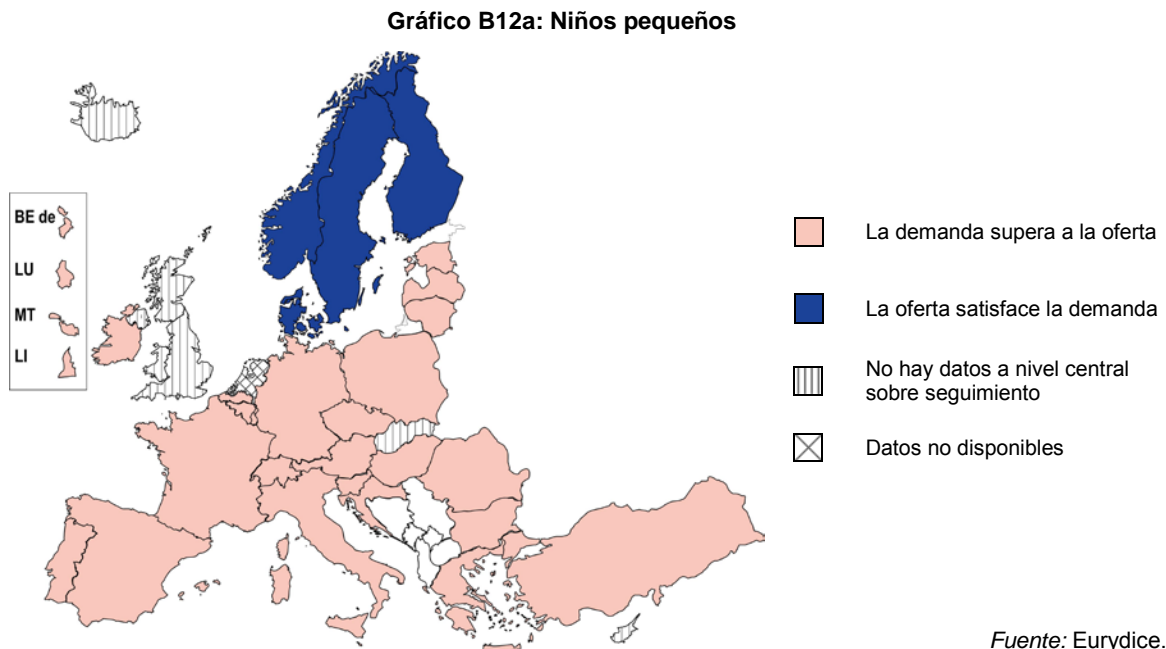 Gráfico B12a: Niños pequeños
BE de
LU
MT
LI
La demanda supera a la oferta
La oferta satisface la demanda
No hay datos a nivel central
sobre seguimiento
Datos no disponibles
Fuente: Eurydice.